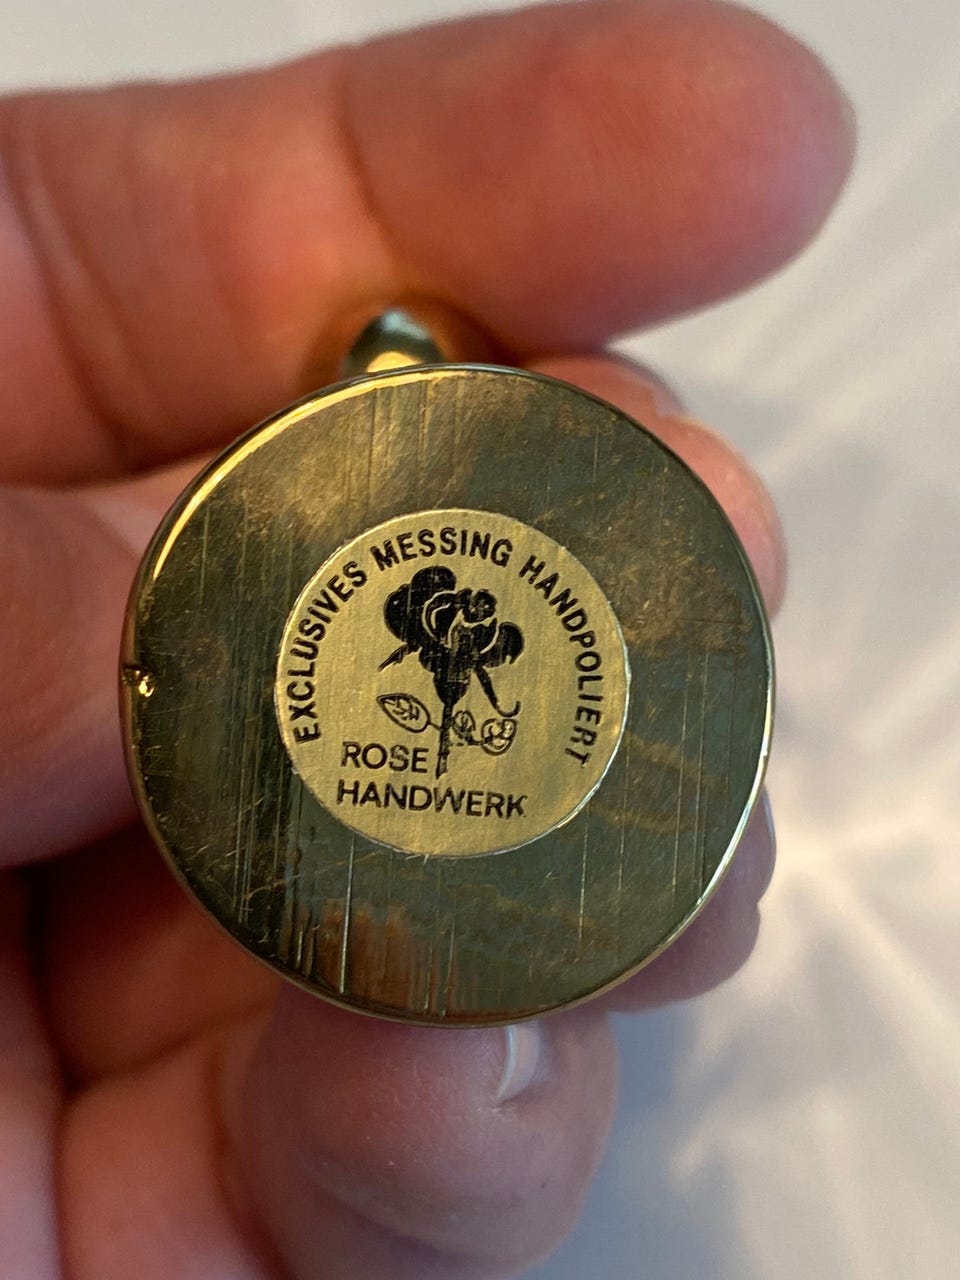 EXCLUSIVES MESSING HANDPOLIERT
ROSE
HANDWERK